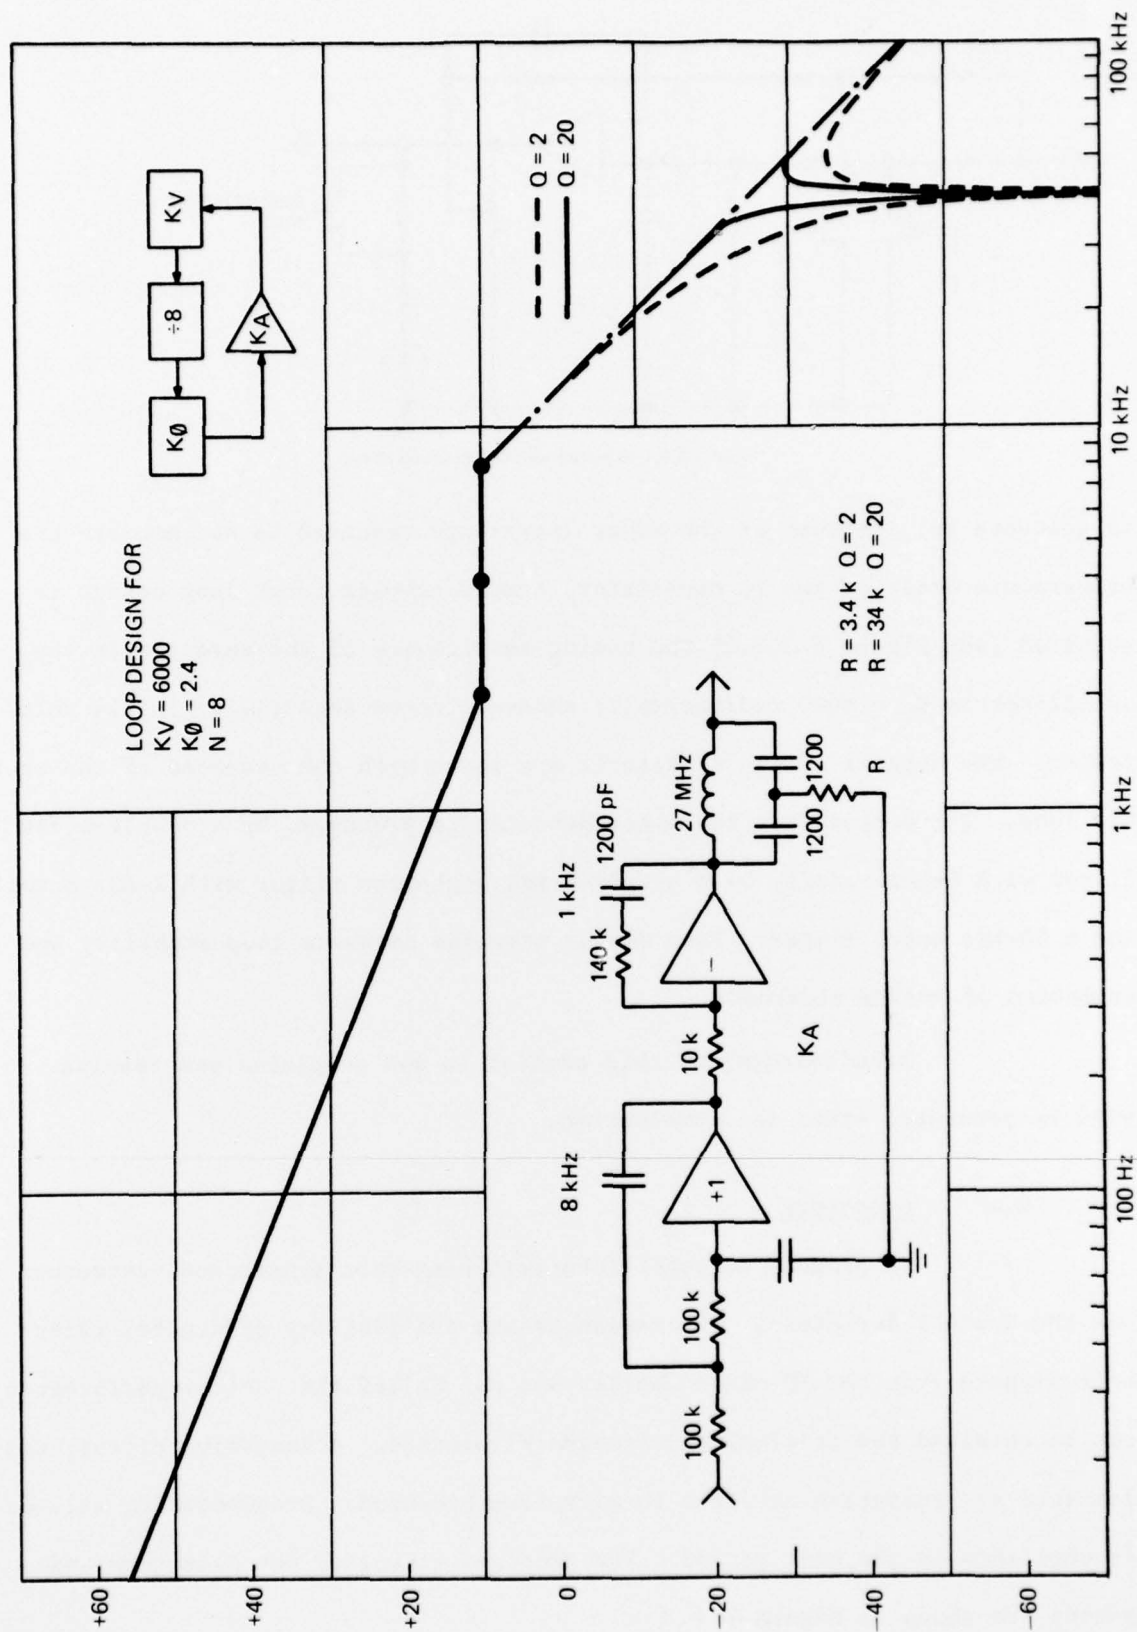 LOOP DESIGN FOR
KV = 6000
KØ = 2.4
N = 8
KØ
÷8
KV
KA
Q = 2
Q = 20
+60
+40
+20
0
-20
-40
-60
100 Hz
1 kHz
10 kHz
100 kHz
100 k
100 k
8 kHz
+1
10 k
140 k
1 kHz
1200 pF
−
27 MHz
1200
1200
R
KA
R = 3.4 k Q = 2
R = 34 k Q = 20